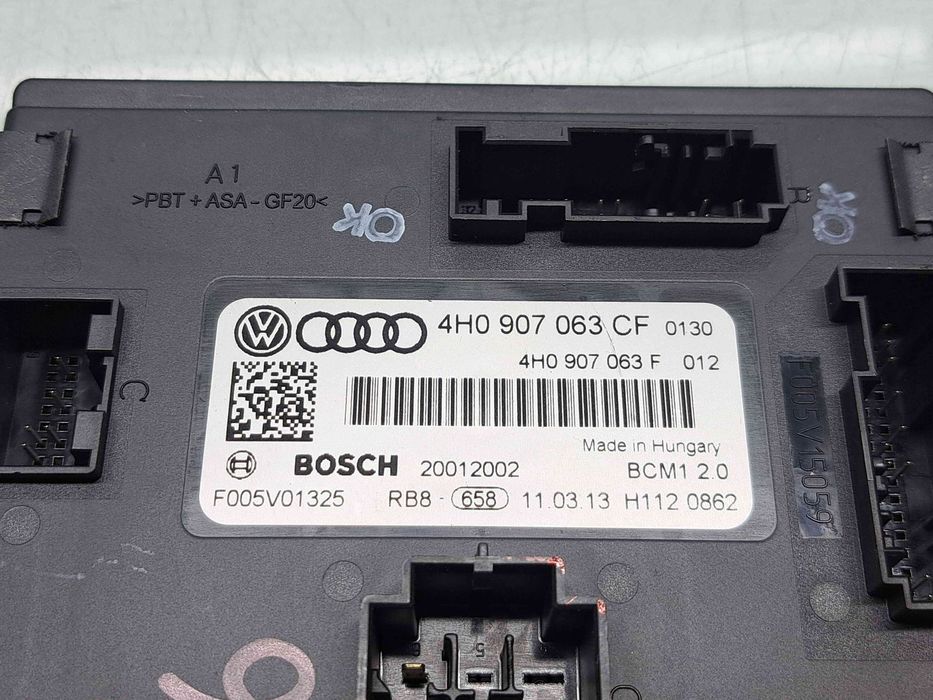 A 1
>PBT + ASA - GF20<
OK
OK
R
C
4H0 907 063 CF 0130
4H0 907 063 F 012
Made in Hungary
BOSCH 20012002 BCM1 2.0
F005V01325 RB8 - 658 11.03.13 H112 0862
F005V15059
5